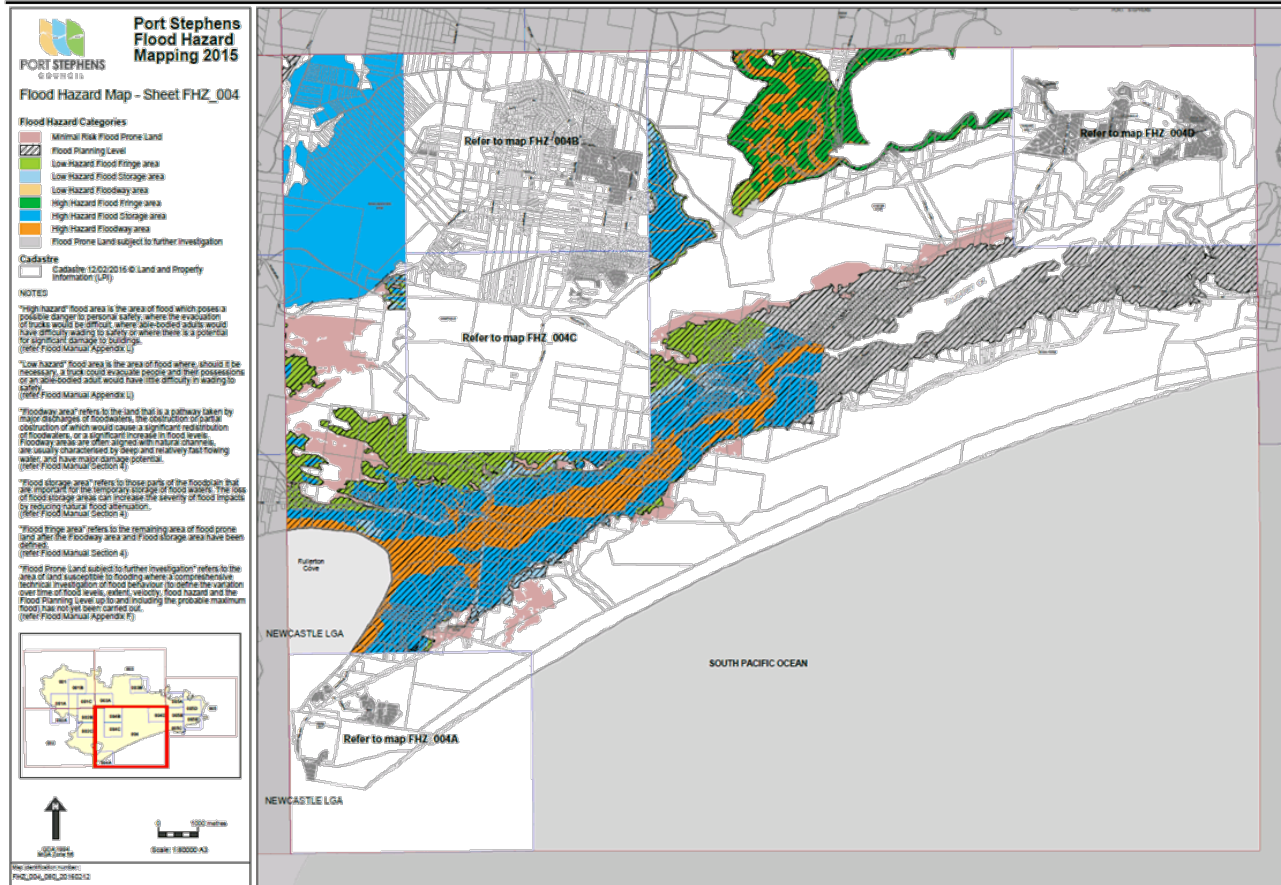 PORT STEPHENS
COUNCIL
Port Stephens
Flood Hazard
Mapping 2015
Flood Hazard Map - Sheet FHZ_004
Flood Hazard Categories
Minimal Risk Flood Prone Land
Flood Planning Level
Low Hazard Flood Fringe area
Low Hazard Flood Storage area
Low Hazard Floodway area
High Hazard Flood Fringe area
High Hazard Flood Storage area
High Hazard Floodway area
Flood Prone Land subject to further investigation
Cadastre
Cadastre 12/02/2016 © Land and Property
Information (LPI)
NOTES
"High hazard" flood area is the area of flood which poses a
possible danger to personal safety, where the evacuation
of trucks would be difficult, where able-bodied adults would
have difficulty wading to safety or where there is a potential
for significant damage to buildings.
(refer Flood Manual Appendix L)
"Low hazard" flood area is the area of flood where, should it be
necessary, a truck could evacuate people and their possessions
or an able-bodied adult would have little difficulty in wading to
safety.
(refer Flood Manual Appendix L)
"Floodway area" refers to the land that is a pathway taken by
major discharges of floodwaters, the obstruction or partial
obstruction of which would cause a significant redistribution
of floodwaters, or a significant increase in flood levels.
Floodway areas are often aligned with natural channels,
are usually characterised by deep and relatively fast flowing
water, and have major damage potential.
(refer Flood Manual Section 4)
"Flood storage area" refers to those parts of the floodplain that
are important for the temporary storage of flood waters. The loss
of flood storage areas can increase the severity of flood impacts
by reducing natural flood attenuation.
(refer Flood Manual Section 4)
"Flood fringe area" refers to the remaining area of flood prone
land after the Floodway area and Flood storage area have been
defined.
(refer Flood Manual Section 4)
"Flood Prone Land subject to further investigation" refers to the
area of land susceptible to flooding where a comprehensive
technical investigation of flood behaviour (to define the variation
over time of flood levels, extent, velocity, flood hazard and the
Flood Planning Level up to and including the probable maximum
flood) has not yet been carried out.
(refer Flood Manual Appendix F)
N
GDA 1994
MGA Zone 56
0 1000 metres
Scale: 1:80000 A3
Map identification number:
FHZ_004_080_20160212
Refer to map FHZ_004B
Refer to map FHZ_004D
Refer to map FHZ_004C
Fullerton
Cove
NEWCASTLE LGA
SOUTH PACIFIC OCEAN
Refer to map FHZ_004A
NEWCASTLE LGA